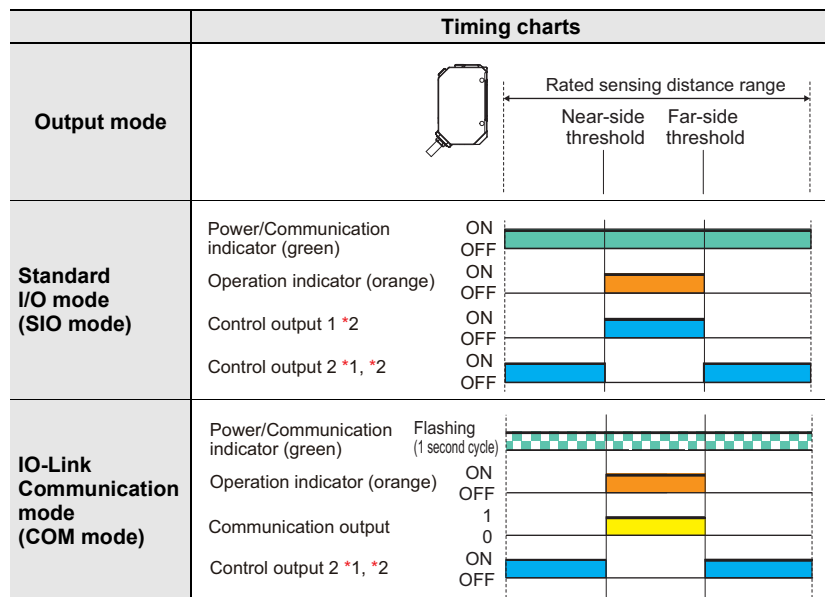 Timing charts
Output mode
Rated sensing distance range
Near-side threshold
Far-side threshold
Standard
I/O mode
(SIO mode)
Power/Communication
indicator (green)
ON
OFF
Operation indicator (orange)
ON
OFF
Control output 1 *2
ON
OFF
Control output 2 *1, *2
ON
OFF
IO-Link
Communication
mode
(COM mode)
Power/Communication
indicator (green)
Flashing
(1 second cycle)
Operation indicator (orange)
ON
OFF
Communication output
1
0
Control output 2 *1, *2
ON
OFF